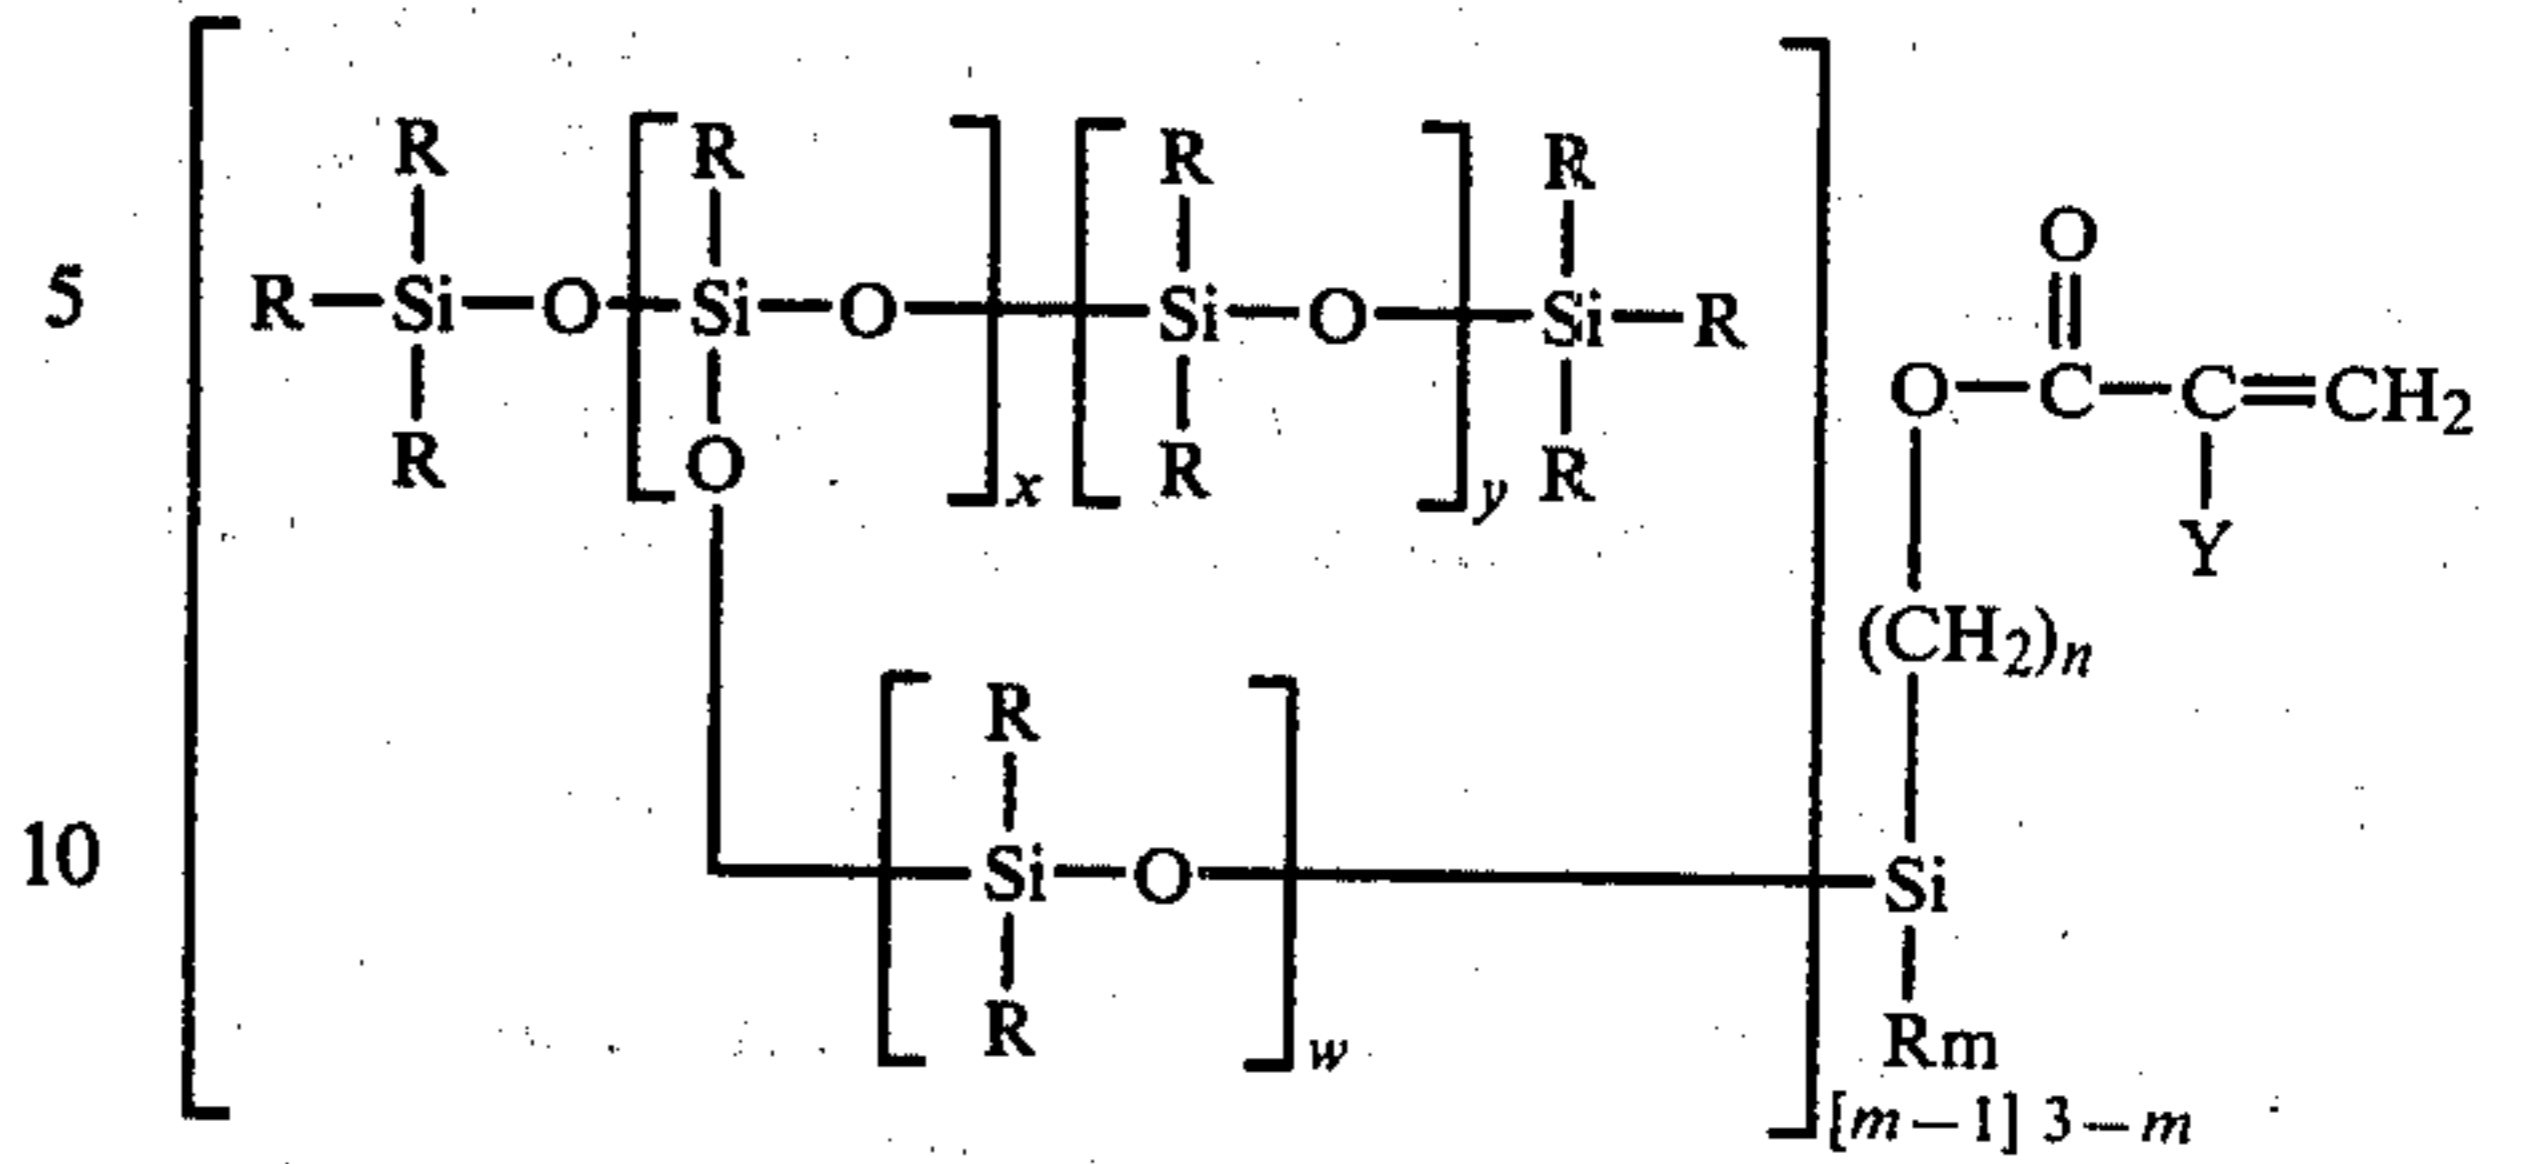 R R R R
5 R—Si—O—[Si—O—]x—[Si—O—]y—Si—R O
R O R R O—C—C=CH2
Y
(CH2)n
R
10 [Si—O]w—Si
R Rm
[m−1] 3−m